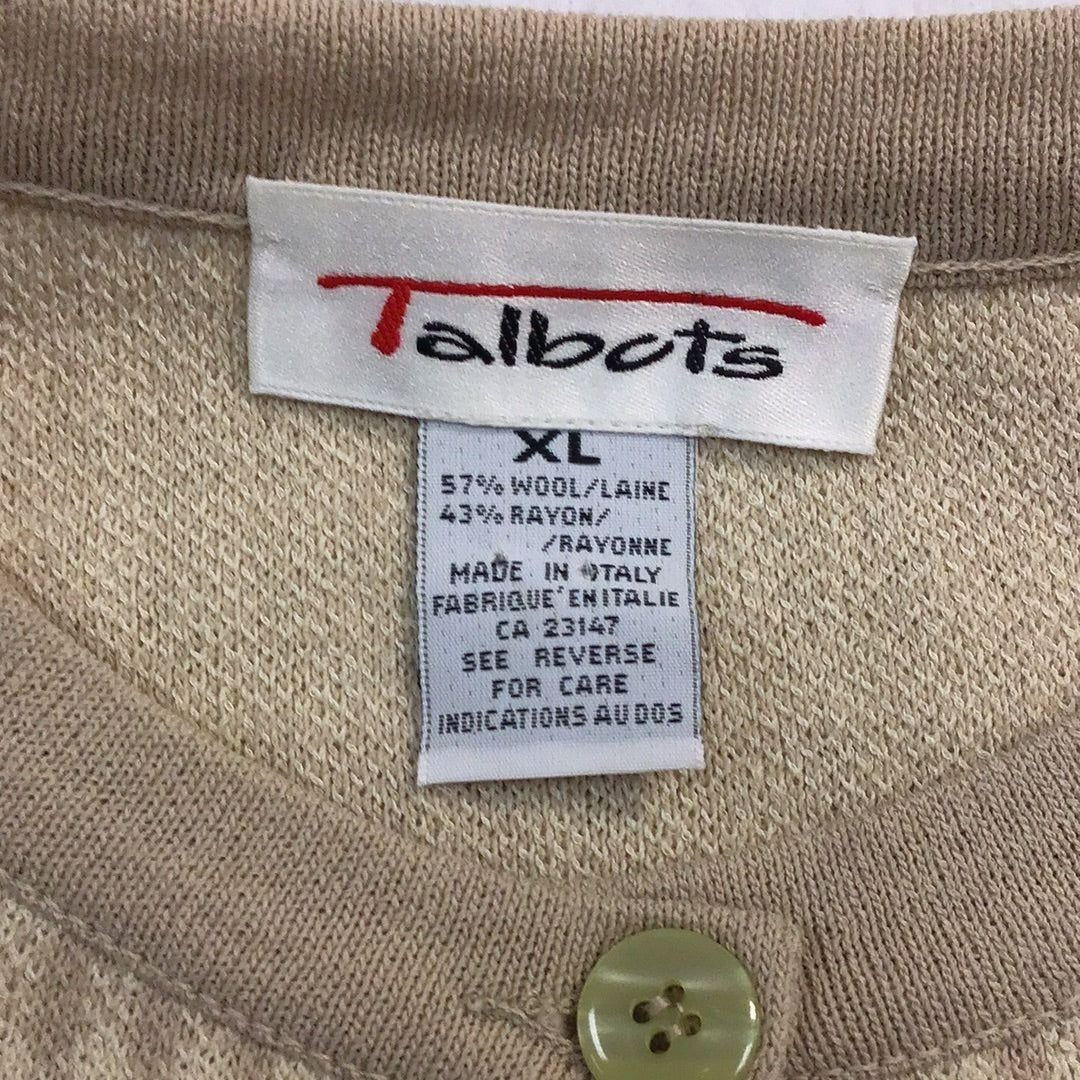 Talbots
XL
57% WOOL/LAINE
43% RAYON/
/RAYONNE
MADE IN ITALY
FABRIQUE' EN ITALIE
CA 23147
SEE REVERSE
FOR CARE
INDICATIONS AU DOS